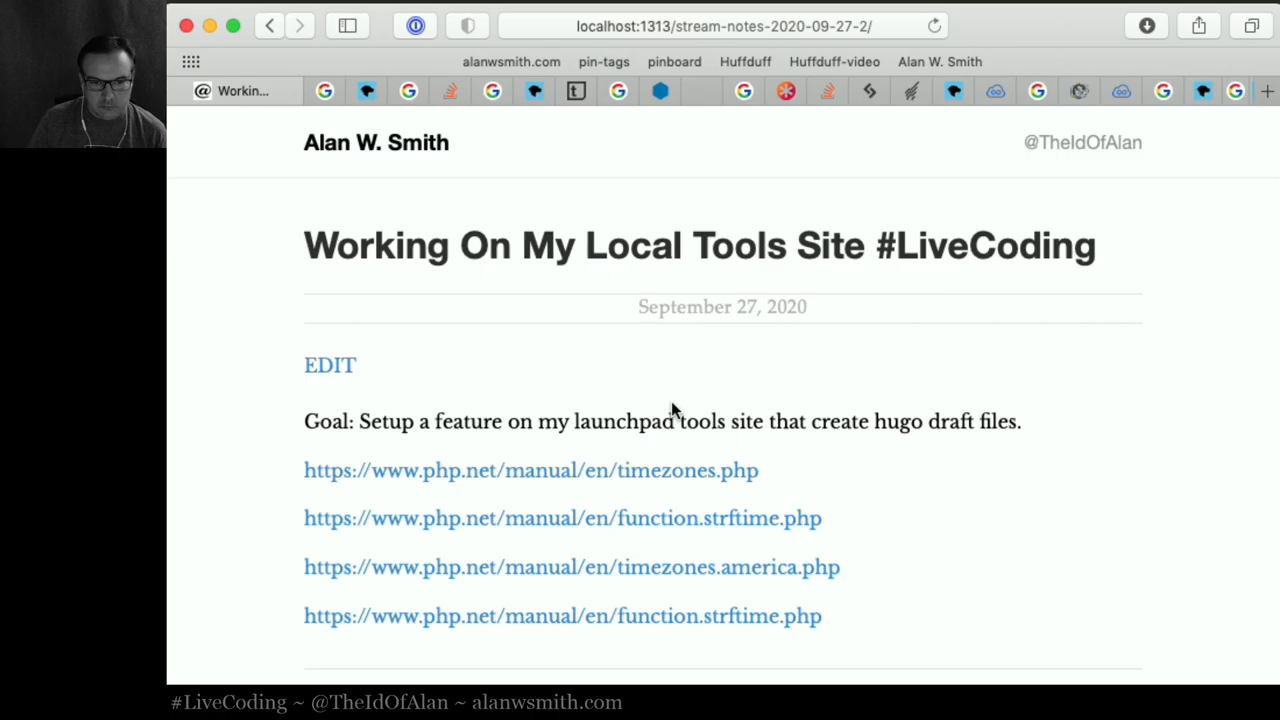 localhost:1313/stream-notes-2020-09-27-2/
alanwsmith.com pin-tags pinboard Huffduff Huffduff-video Alan W. Smith
@ Workin...
Alan W. Smith
@TheIdOfAlan
Working On My Local Tools Site #LiveCoding
September 27, 2020
EDIT
Goal: Setup a feature on my launchpad tools site that create hugo draft files.
https://www.php.net/manual/en/timezones.php
https://www.php.net/manual/en/function.strftime.php
https://www.php.net/manual/en/timezones.america.php
https://www.php.net/manual/en/function.strftime.php
#LiveCoding ~ @TheIdOfAlan ~ alanwsmith.com